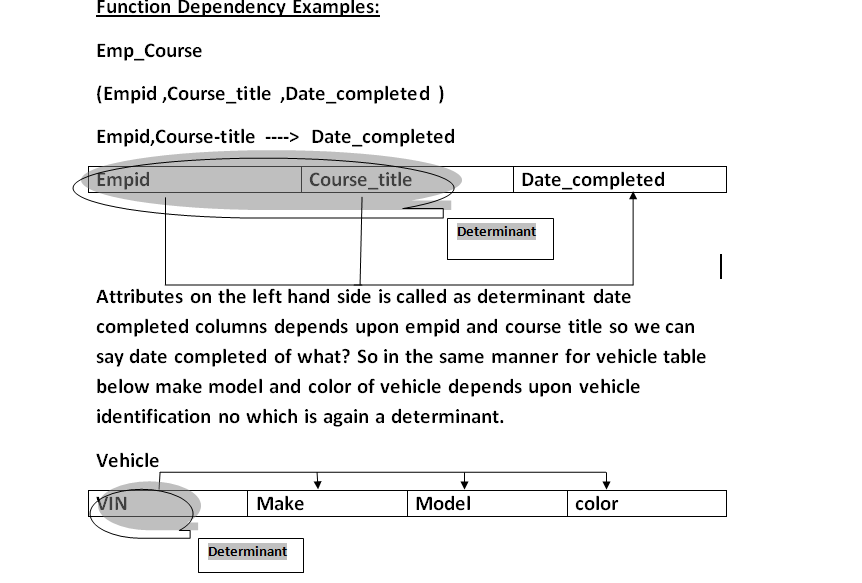 Function Dependency Examples:
Emp_Course
(Empid ,Course_title ,Date_completed )
Empid,Course-title ----> Date_completed
Empid Course_title Date_completed
Determinant
Attributes on the left hand side is called as determinant date
completed columns depends upon empid and course title so we can
say date completed of what? So in the same manner for vehicle table
below make model and color of vehicle depends upon vehicle
identification no which is again a determinant.
Vehicle
VIN Make Model color
Determinant